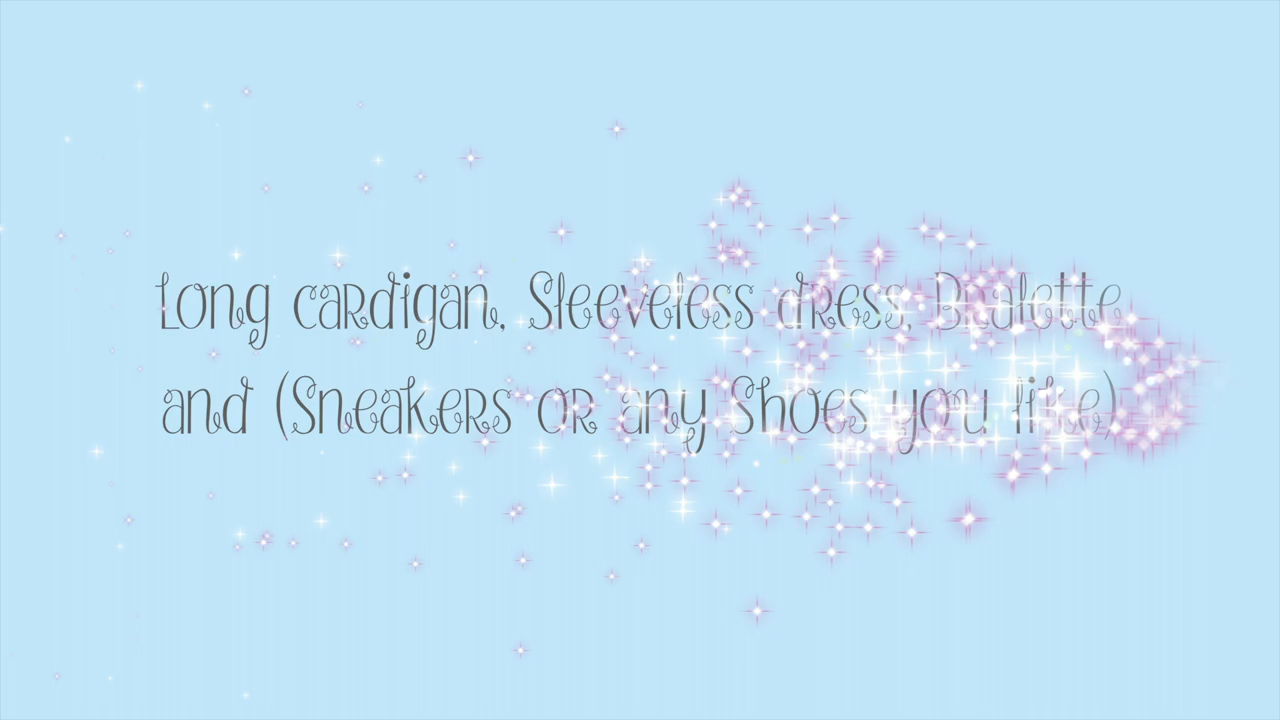 Long cardigan, Sleeveless dress, Bralette
and (Sneakers or any Shoes you like)